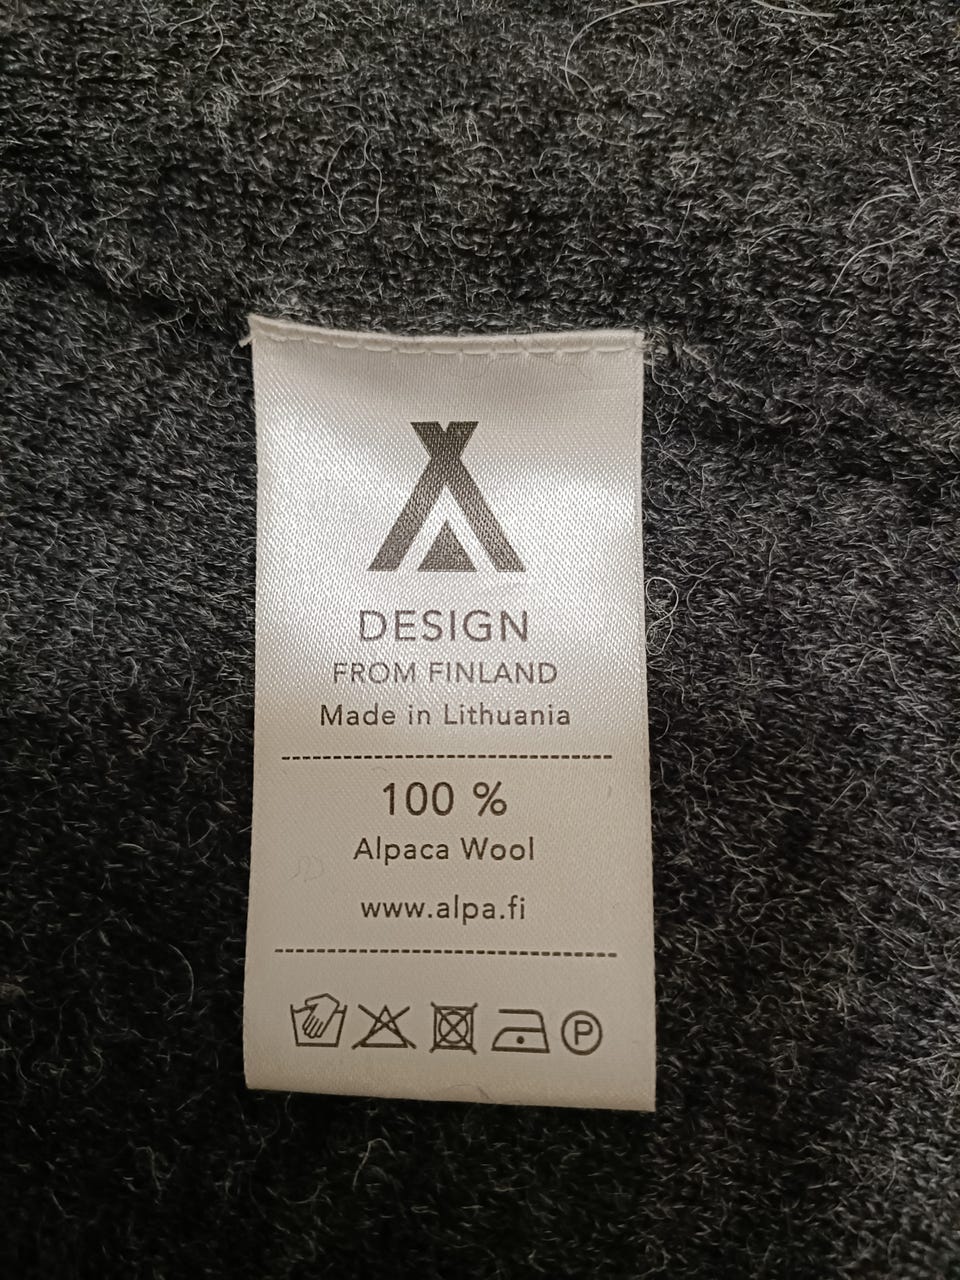 DESIGN
FROM FINLAND
Made in Lithuania
100 %
Alpaca Wool
www.alpa.fi
P